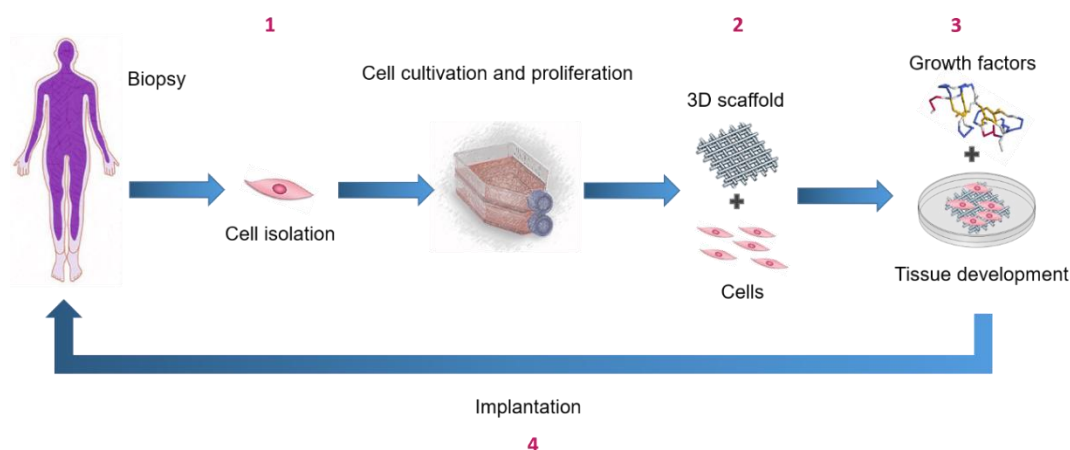 1
2
3
Biopsy
Cell cultivation and proliferation
Growth factors
3D scaffold
+
+
Cell isolation
Cells
Tissue development
Implantation
4